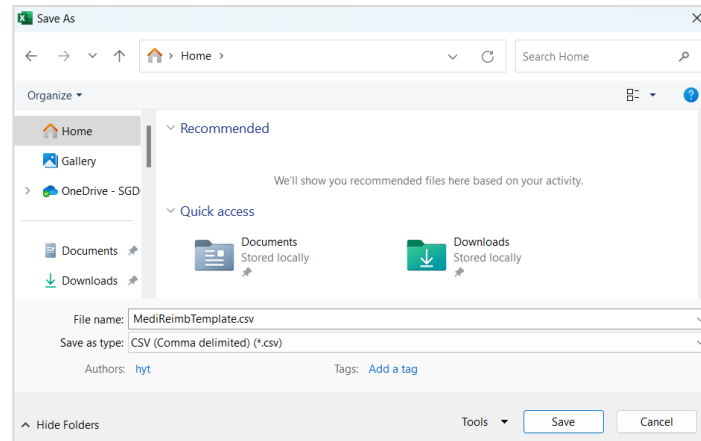 Save As
Home
Search Home
Organize
Home
Gallery
OneDrive - SGD
Documents
Downloads
Recommended
We'll show you recommended files here based on your activity.
Quick access
Documents
Stored locally
Downloads
Stored locally
File name: MediReimbTemplate.csv
Save as type: CSV (Comma delimited) (*.csv)
Authors: hyt Tags: Add a tag
Hide Folders Tools Save Cancel